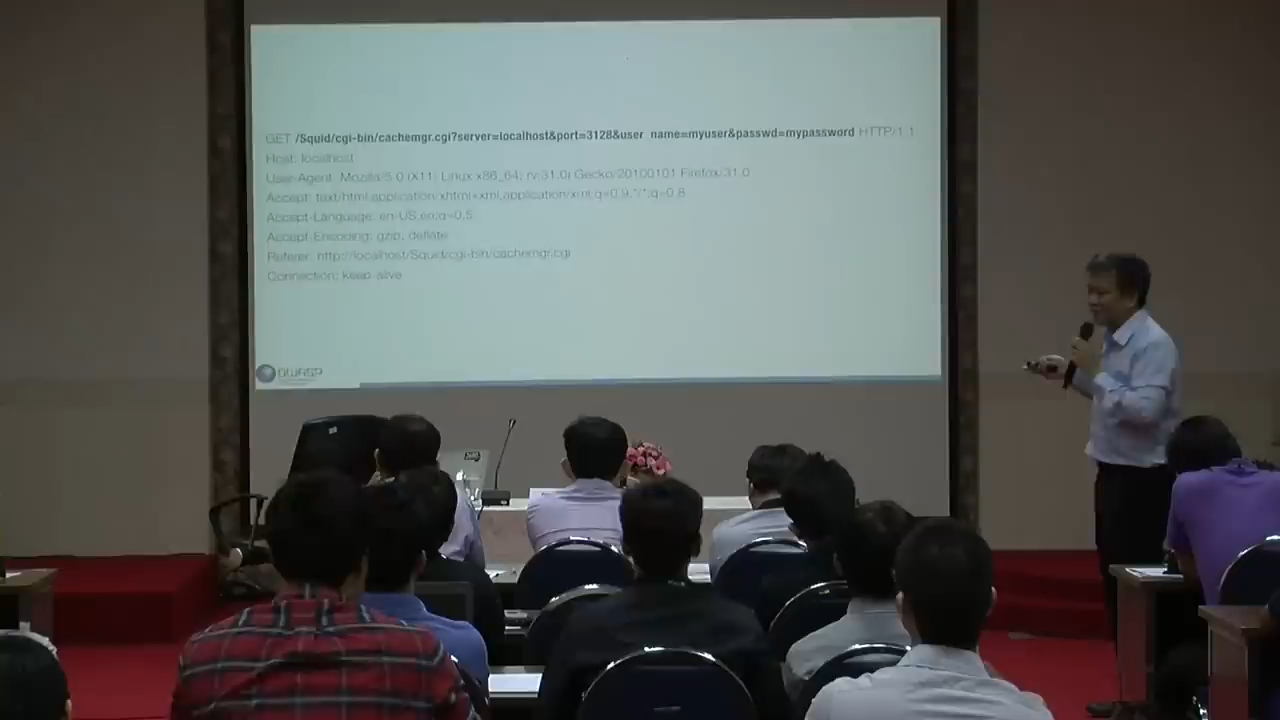 GET /Squid/cgi-bin/cachemgr.cgi?server=localhost&port=3128&user_name=myuser&passwd=mypassword HTTP/1.1
Host: localhost
User-Agent: Mozilla/5.0 (X11; Linux x86_64; rv:31.0) Gecko/20100101 Firefox/31.0
Accept: text/html,application/xhtml+xml,application/xml;q=0.9,*/*;q=0.8
Accept-Language: en-US,en;q=0.5
Accept-Encoding: gzip, deflate
Referer: http://localhost/Squid/cgi-bin/cachemgr.cgi
Connection: keep-alive
OWASP